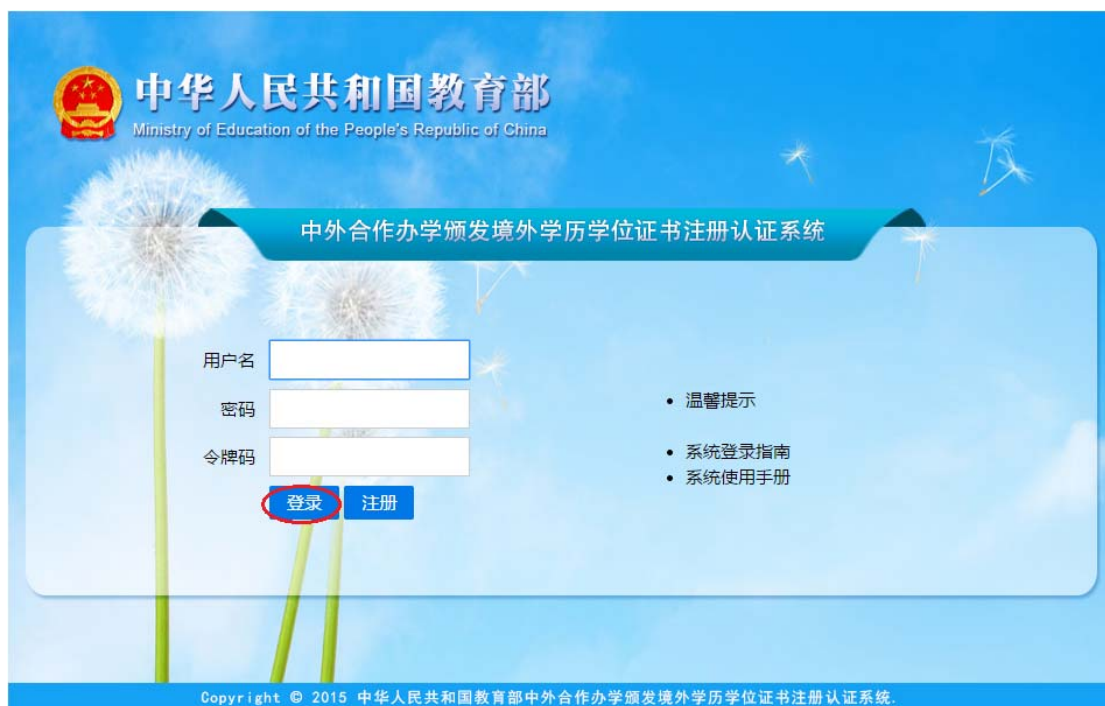 中华人民共和国教育部
Ministry of Education of the People's Republic of China
中外合作办学颁发境外学历学位证书注册认证系统
用户名
密码
令牌码
登录 注册
温馨提示
系统登录指南
系统使用手册
Copyright © 2015 中华人民共和国教育部中外合作办学颁发境外学历学位证书注册认证系统.